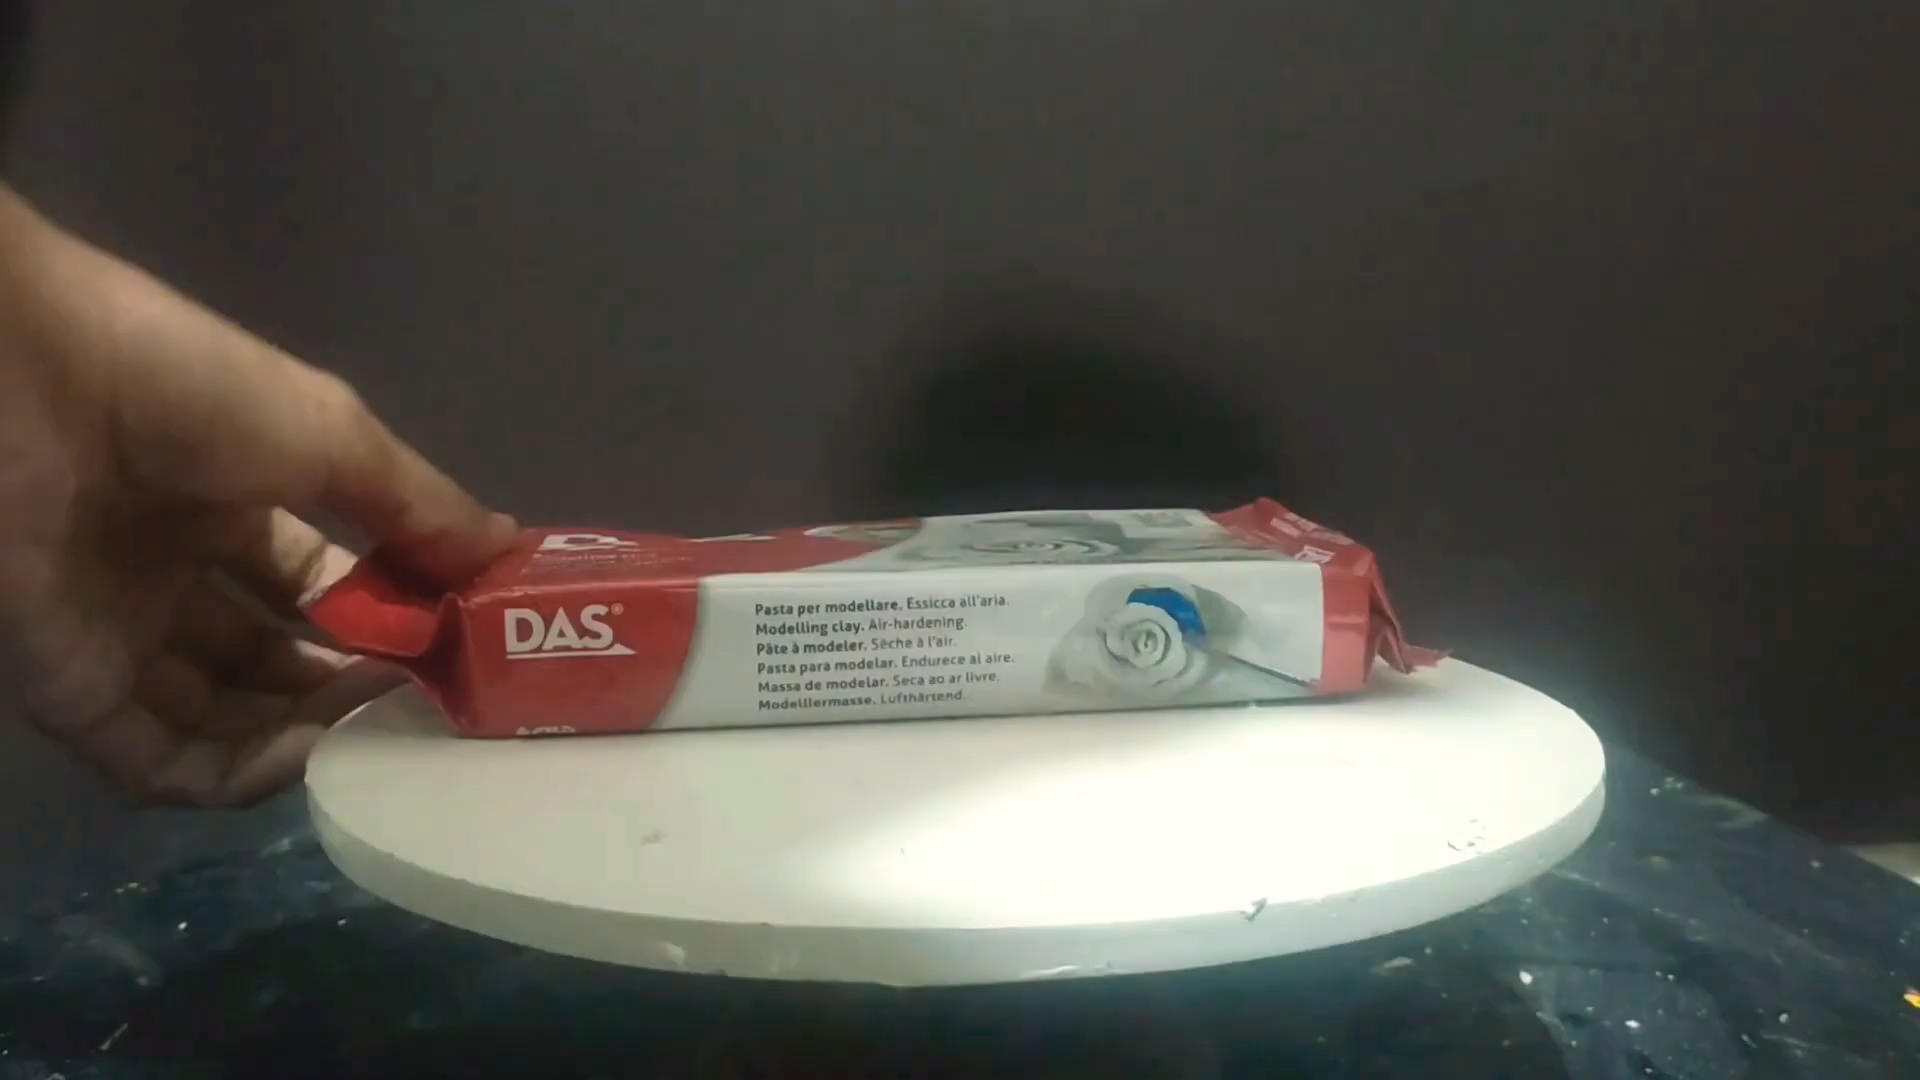 DAS®
Pasta per modellare. Essicca all'aria.
Modelling clay. Air-hardening.
Pâte à modeler. Sèche à l'air.
Pasta para modelar. Endurece al aire.
Massa de modelar. Seca ao ar livre.
Modelliermasse. Lufthärtend.